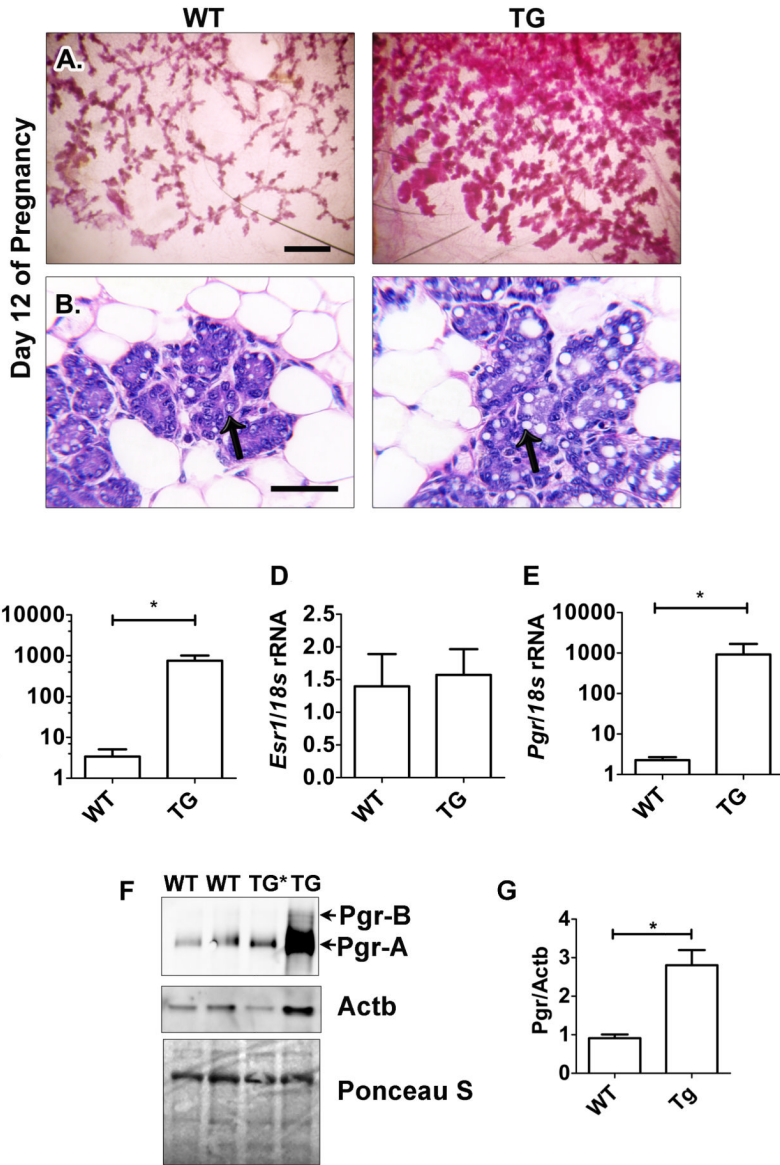 WT TG
Day 12 of Pregnancy
A.
B.
D E
10000
1000
100
10
1
*
WT TG
Esr1/18s rRNA
2.5
2.0
1.5
1.0
0.5
0.0
WT TG
Pgr/18s rRNA
10000
1000
100
10
1
*
WT TG
F
WT WT TG* TG
Pgr-B
Pgr-A
Actb
Ponceau S
G
Pgr/Actb
4
3
2
1
0
*
WT Tg